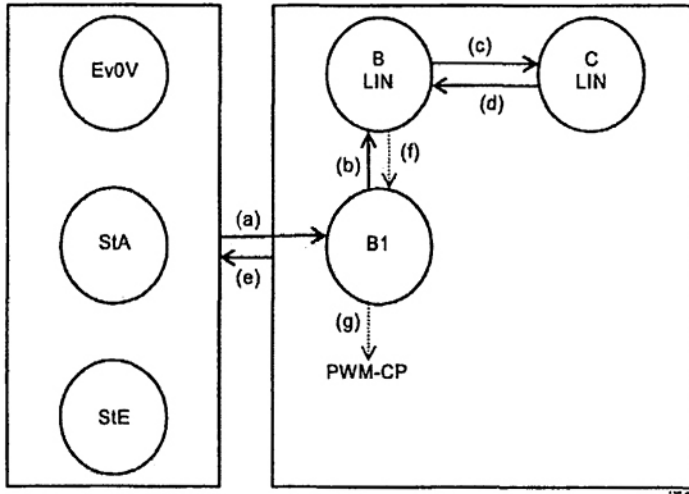 Ev0V
StA
StE
B
LIN
C
LIN
B1
(a)
(b)
(c)
(d)
(e)
(f)
(g)
PWM-CP